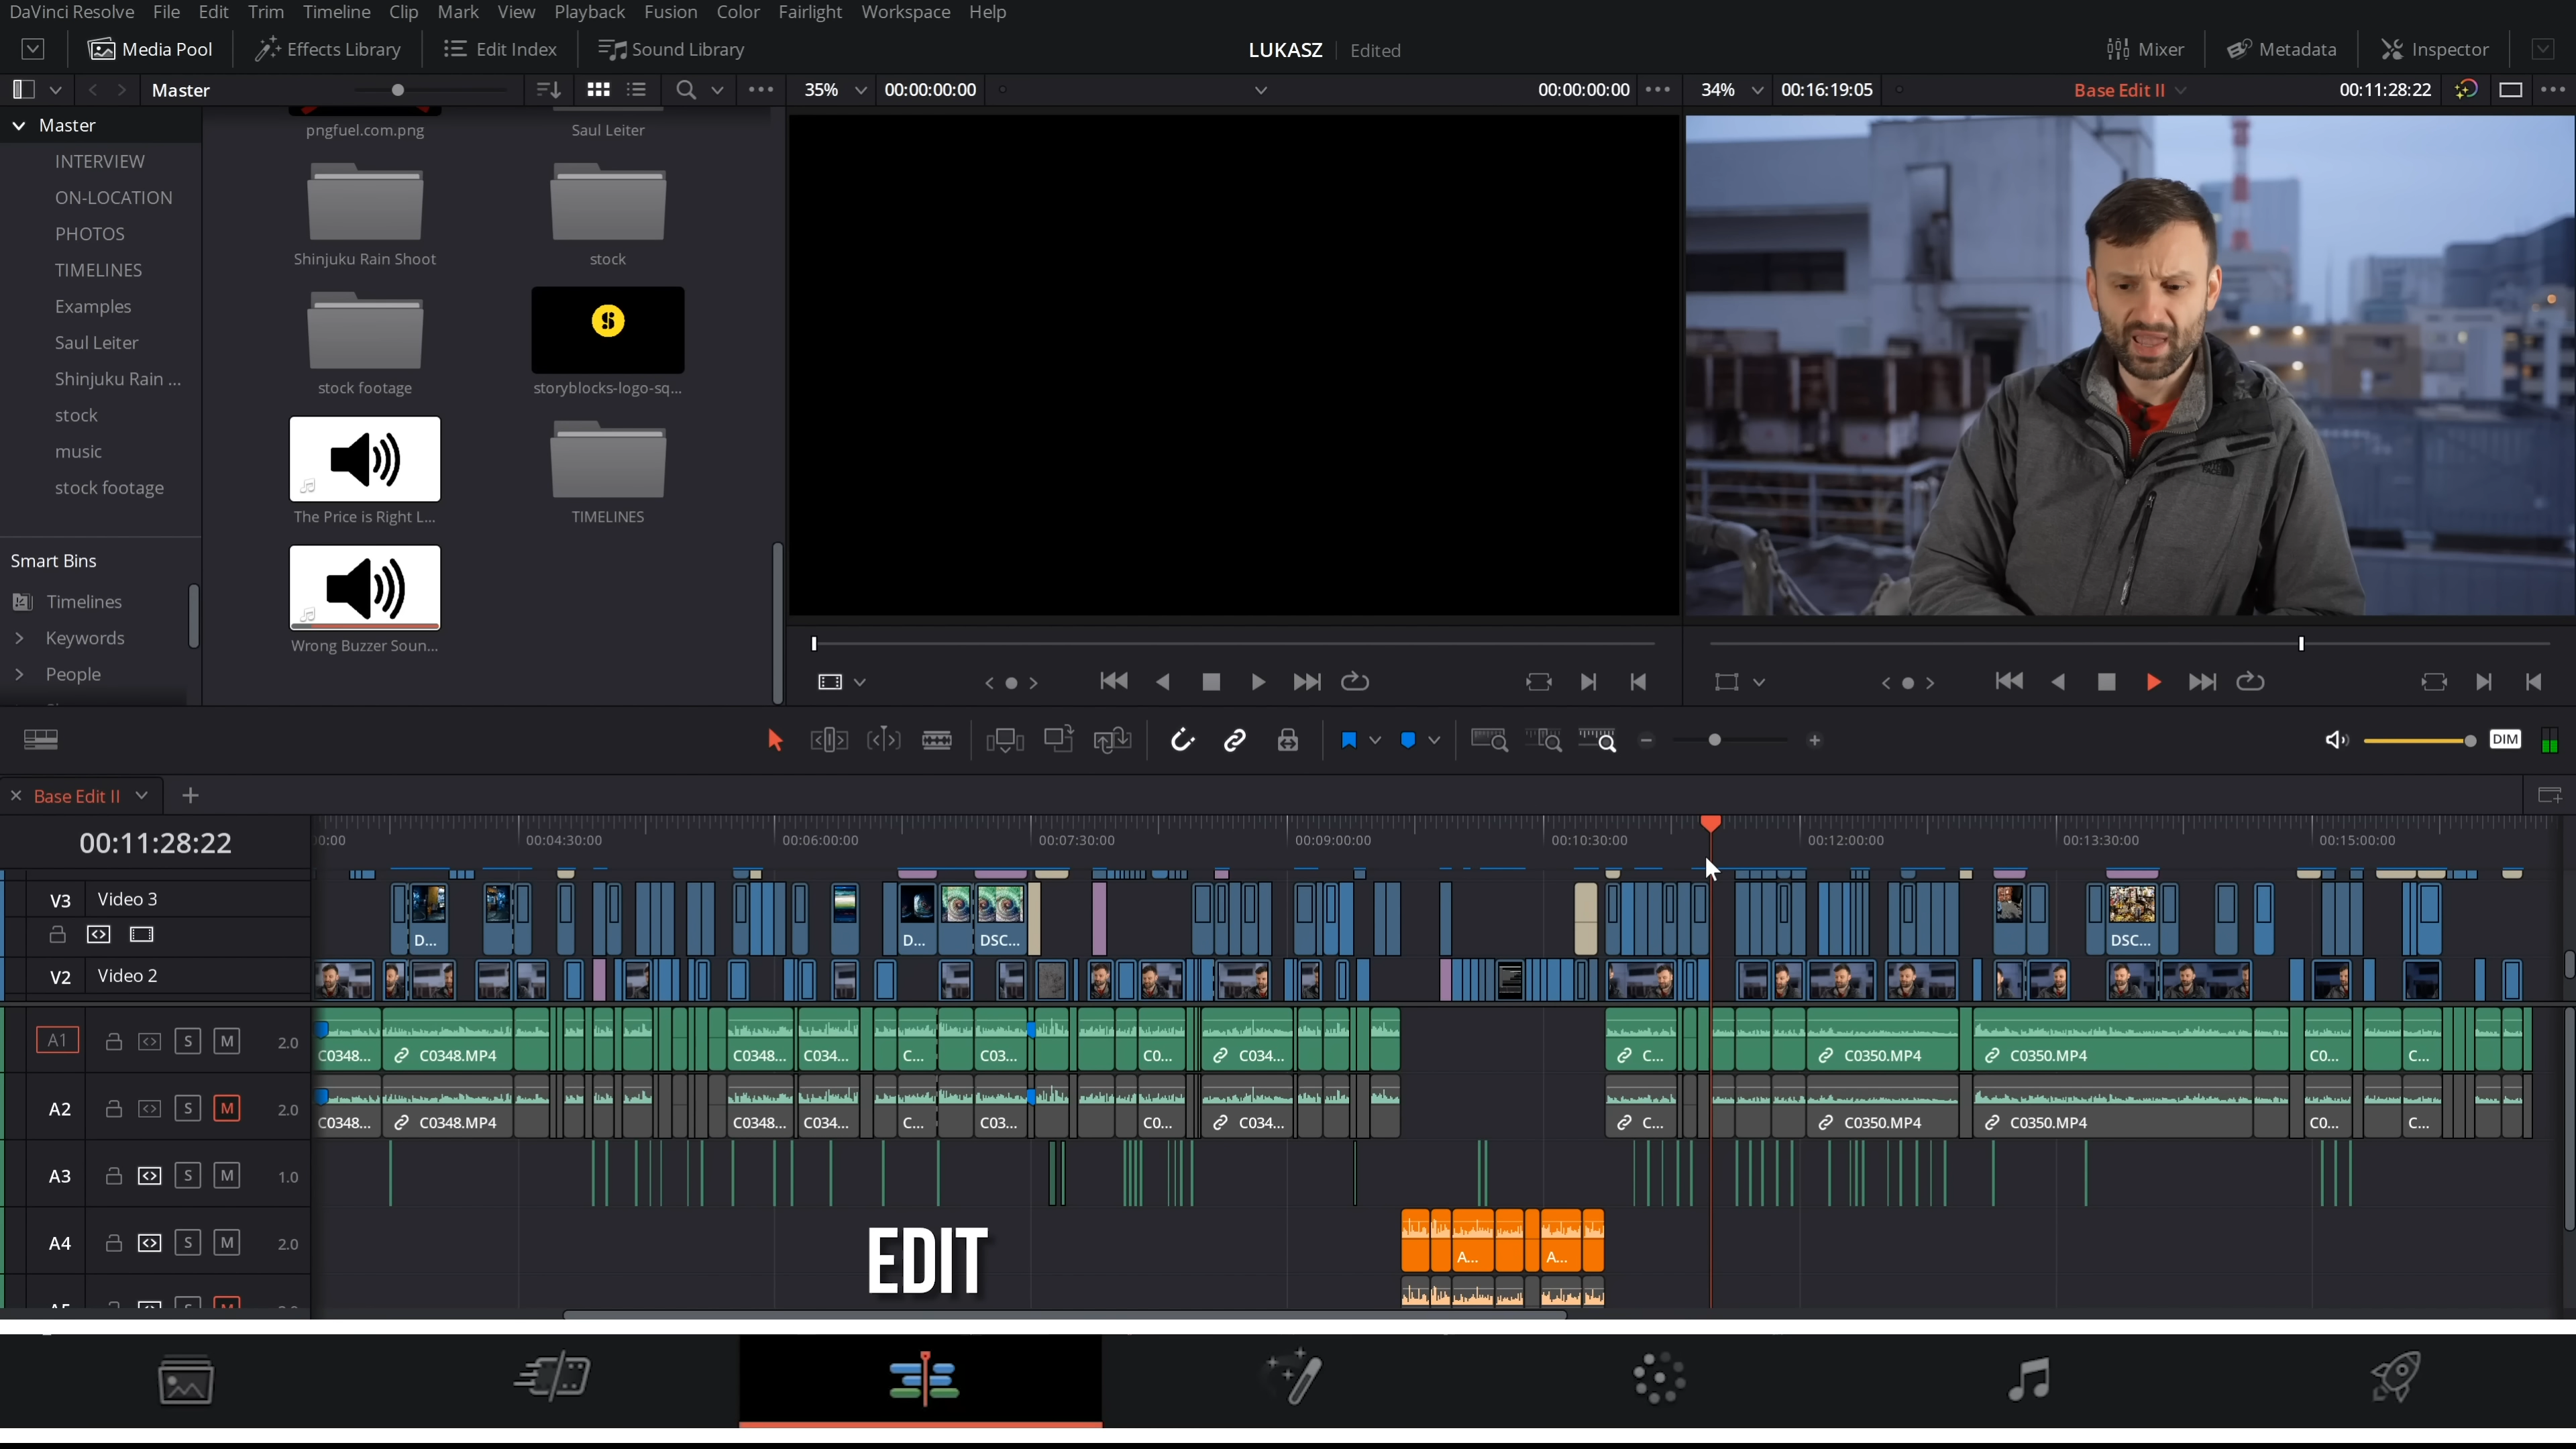 DaVinci Resolve File Edit Trim Timeline Clip Mark View Playback Fusion Color Fairlight Workspace Help
Media Pool Effects Library Edit Index Sound Library LUKASZ Edited Mixer Metadata Inspector
Master 35% 00:00:00:00 00:00:00:00 34% 00:16:19:05 Base Edit II 00:11:28:22
Master
INTERVIEW
ON-LOCATION
PHOTOS
TIMELINES
Examples
Saul Leiter
Shinjuku Rain ...
stock
music
stock footage
Smart Bins
Timelines
Keywords
People
pngfuel.com.png Saul Leiter
Shinjuku Rain Shoot stock
stock footage storyblocks-logo-sq...
The Price is Right L... TIMELINES
Wrong Buzzer Soun...
DIM
Base Edit II
00:11:28:22
00:04:30:00 00:06:00:00 00:07:30:00 00:09:00:00 00:10:30:00 00:12:00:00 00:13:30:00 00:15:00:00
V3 Video 3
D... D... DSC... DSC...
V2 Video 2
A1 S M 2.0
C0348... C0348.MP4 C0348... C034... C... C03... C0... C034... C... C0350.MP4 C0350.MP4 C0... C...
A2 S M 2.0
C0348... C0348.MP4 C0348... C034... C... C03... C0... C034... C... C0350.MP4 C0350.MP4 C0... C...
A3 S M 1.0
A4 S M 2.0
A... A...
EDIT